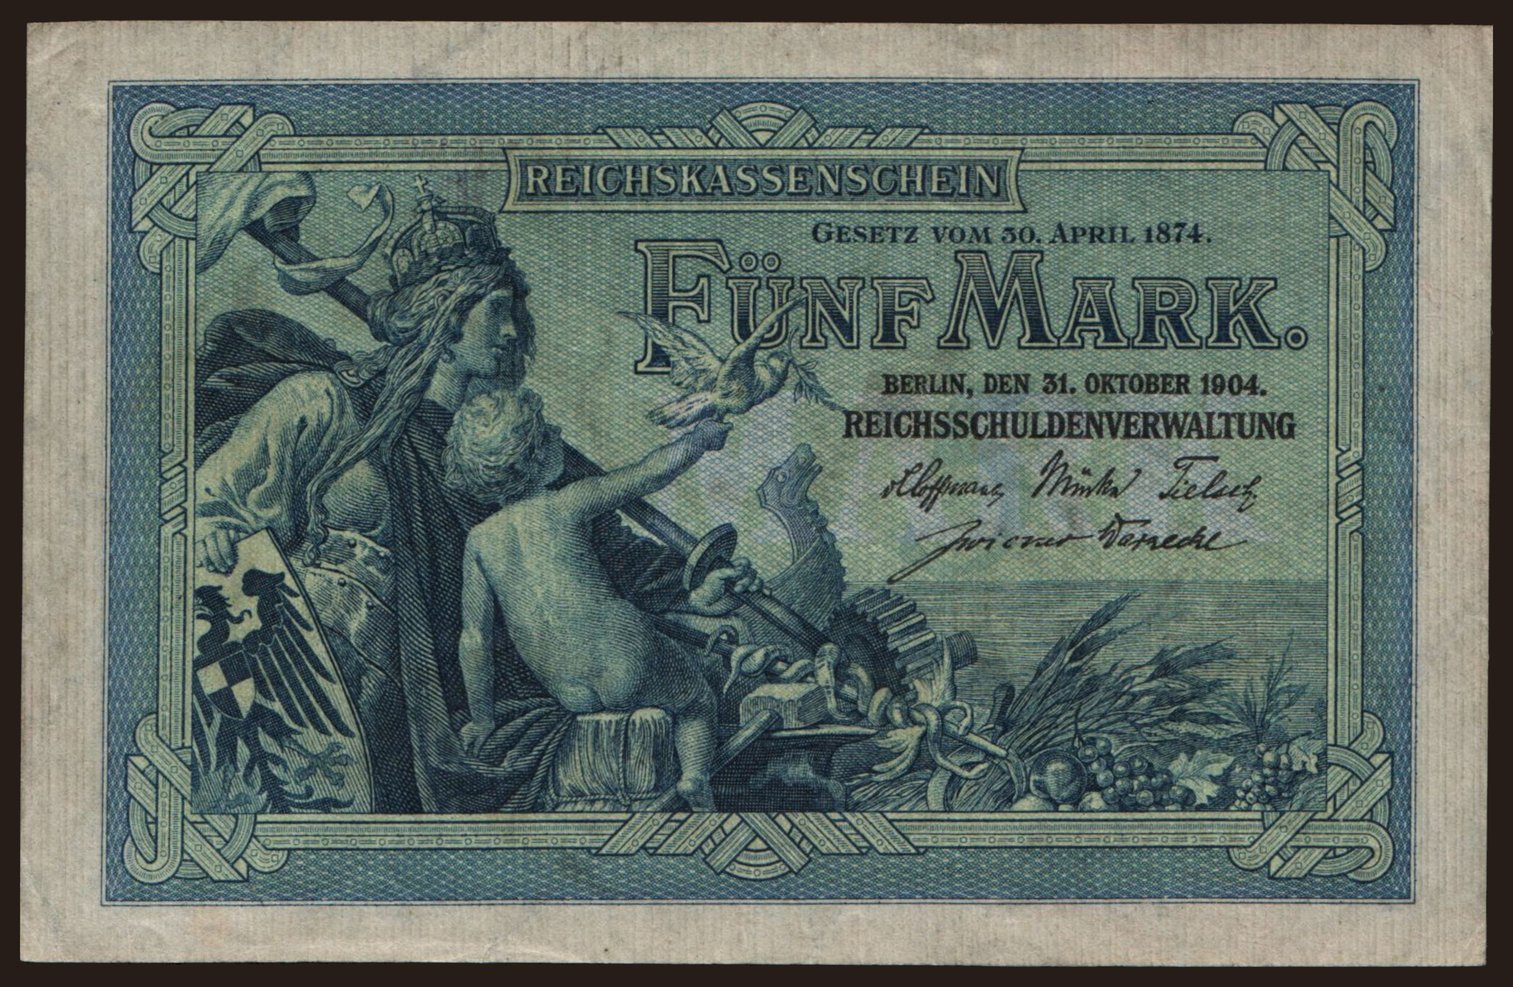 REICHSKASSENSCHEIN
GESETZ VOM 30. APRIL 1874.
FÜNF MARK.
BERLIN, DEN 31. OKTOBER 1904.
REICHSSCHULDENVERWALTUNG